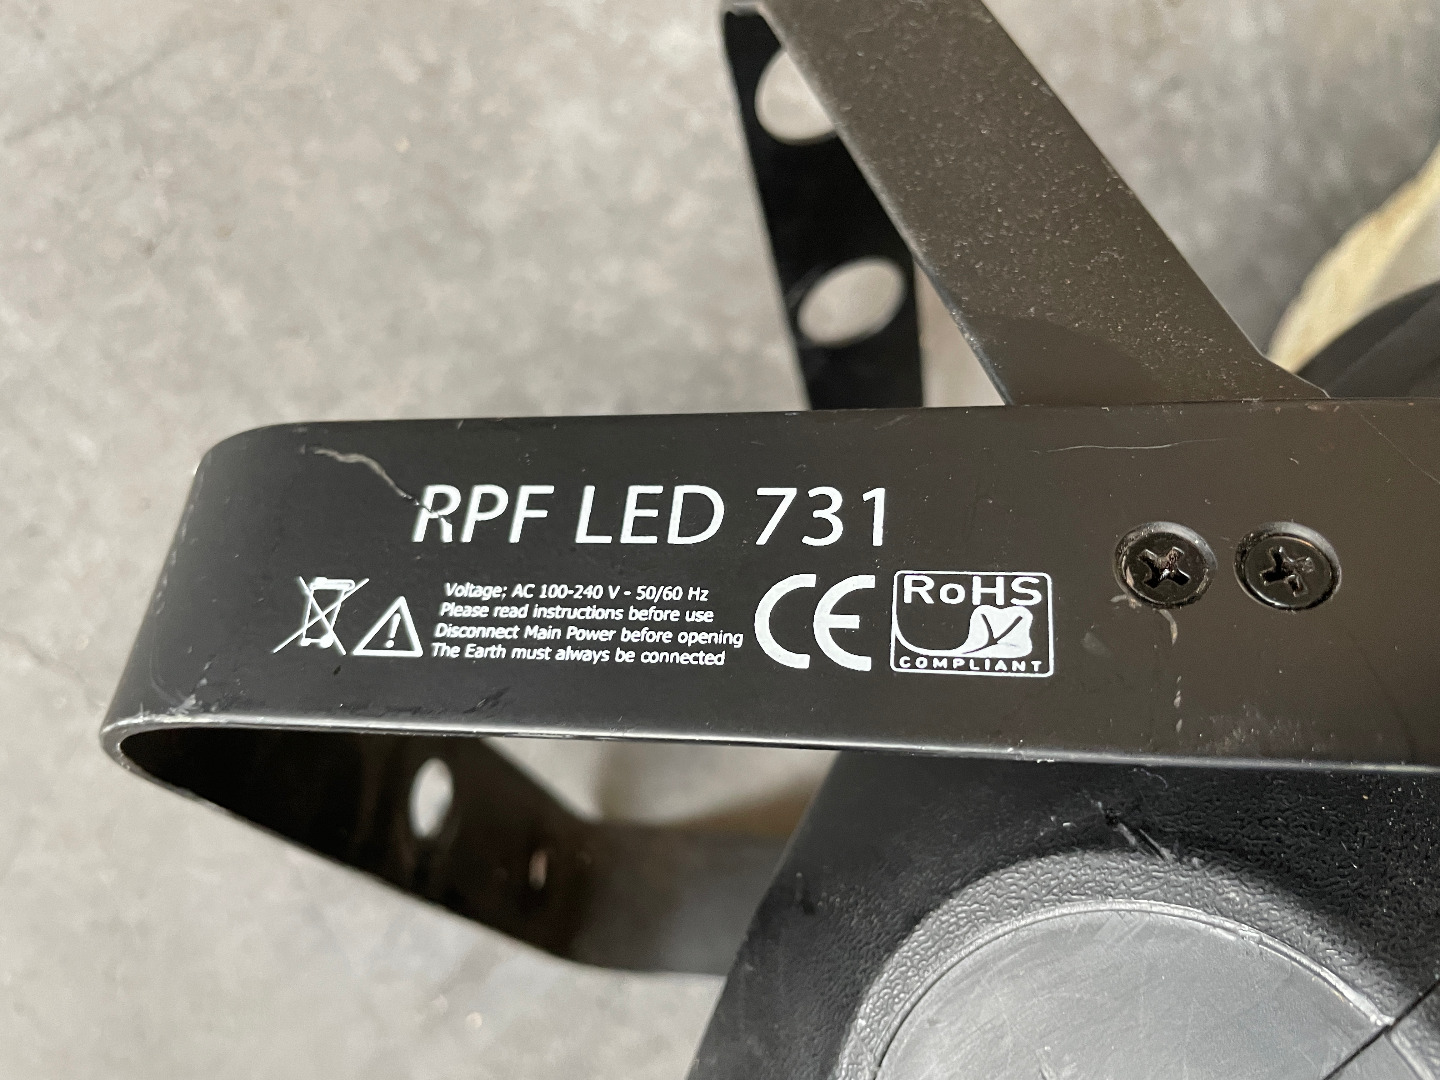 RPF LED 731
Voltage; AC 100-240 V - 50/60 Hz
Please read instructions before use
Disconnect Main Power before opening
The Earth must always be connected
CE
RoHS
COMPLIANT